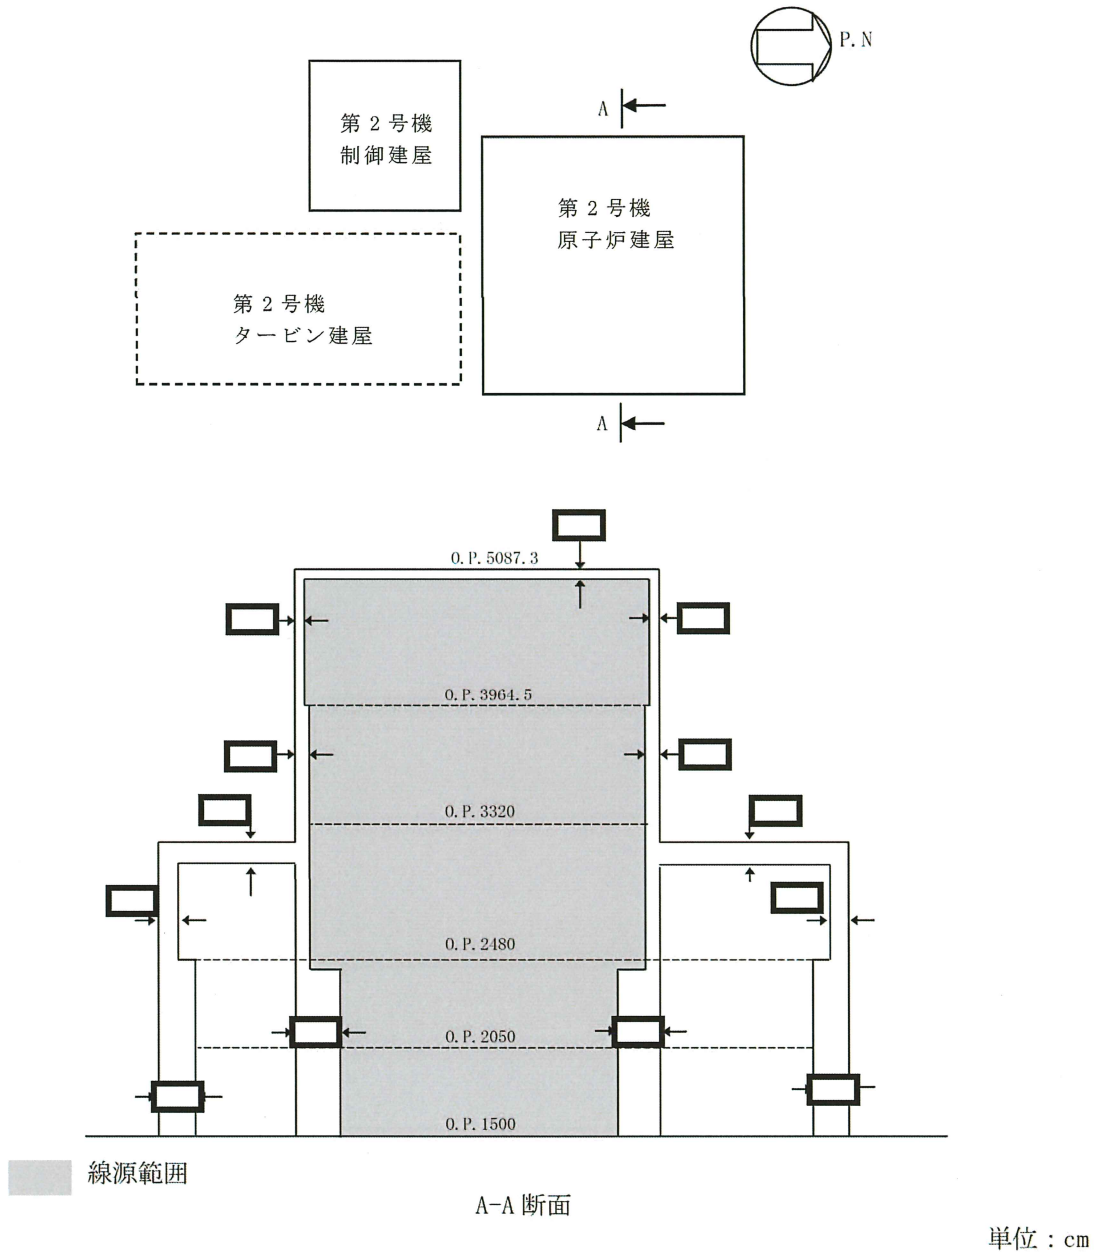 P.N
A
第2号機
制御建屋
第2号機
原子炉建屋
第2号機
タービン建屋
A
O.P.5087.3
O.P.3964.5
O.P.3320
O.P.2480
O.P.2050
O.P.1500
線源範囲
A-A 断面
単位:cm